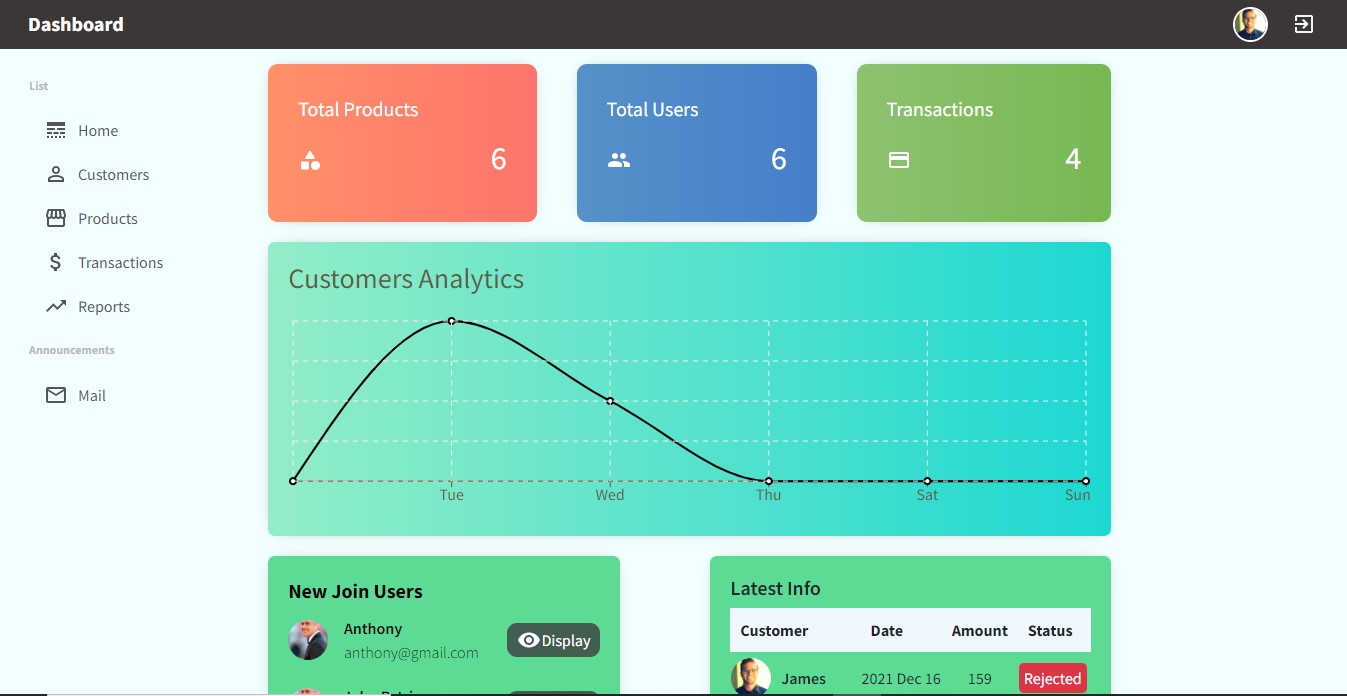 Dashboard
List
Home
Customers
Products
Transactions
Reports
Announcements
Mail
Total Products
6
Total Users
6
Transactions
4
Customers Analytics
Tue Wed Thu Sat Sun
New Join Users
Anthony
anthony@gmail.com
Display
Latest Info
Customer Date Amount Status
James 2021 Dec 16 159 Rejected